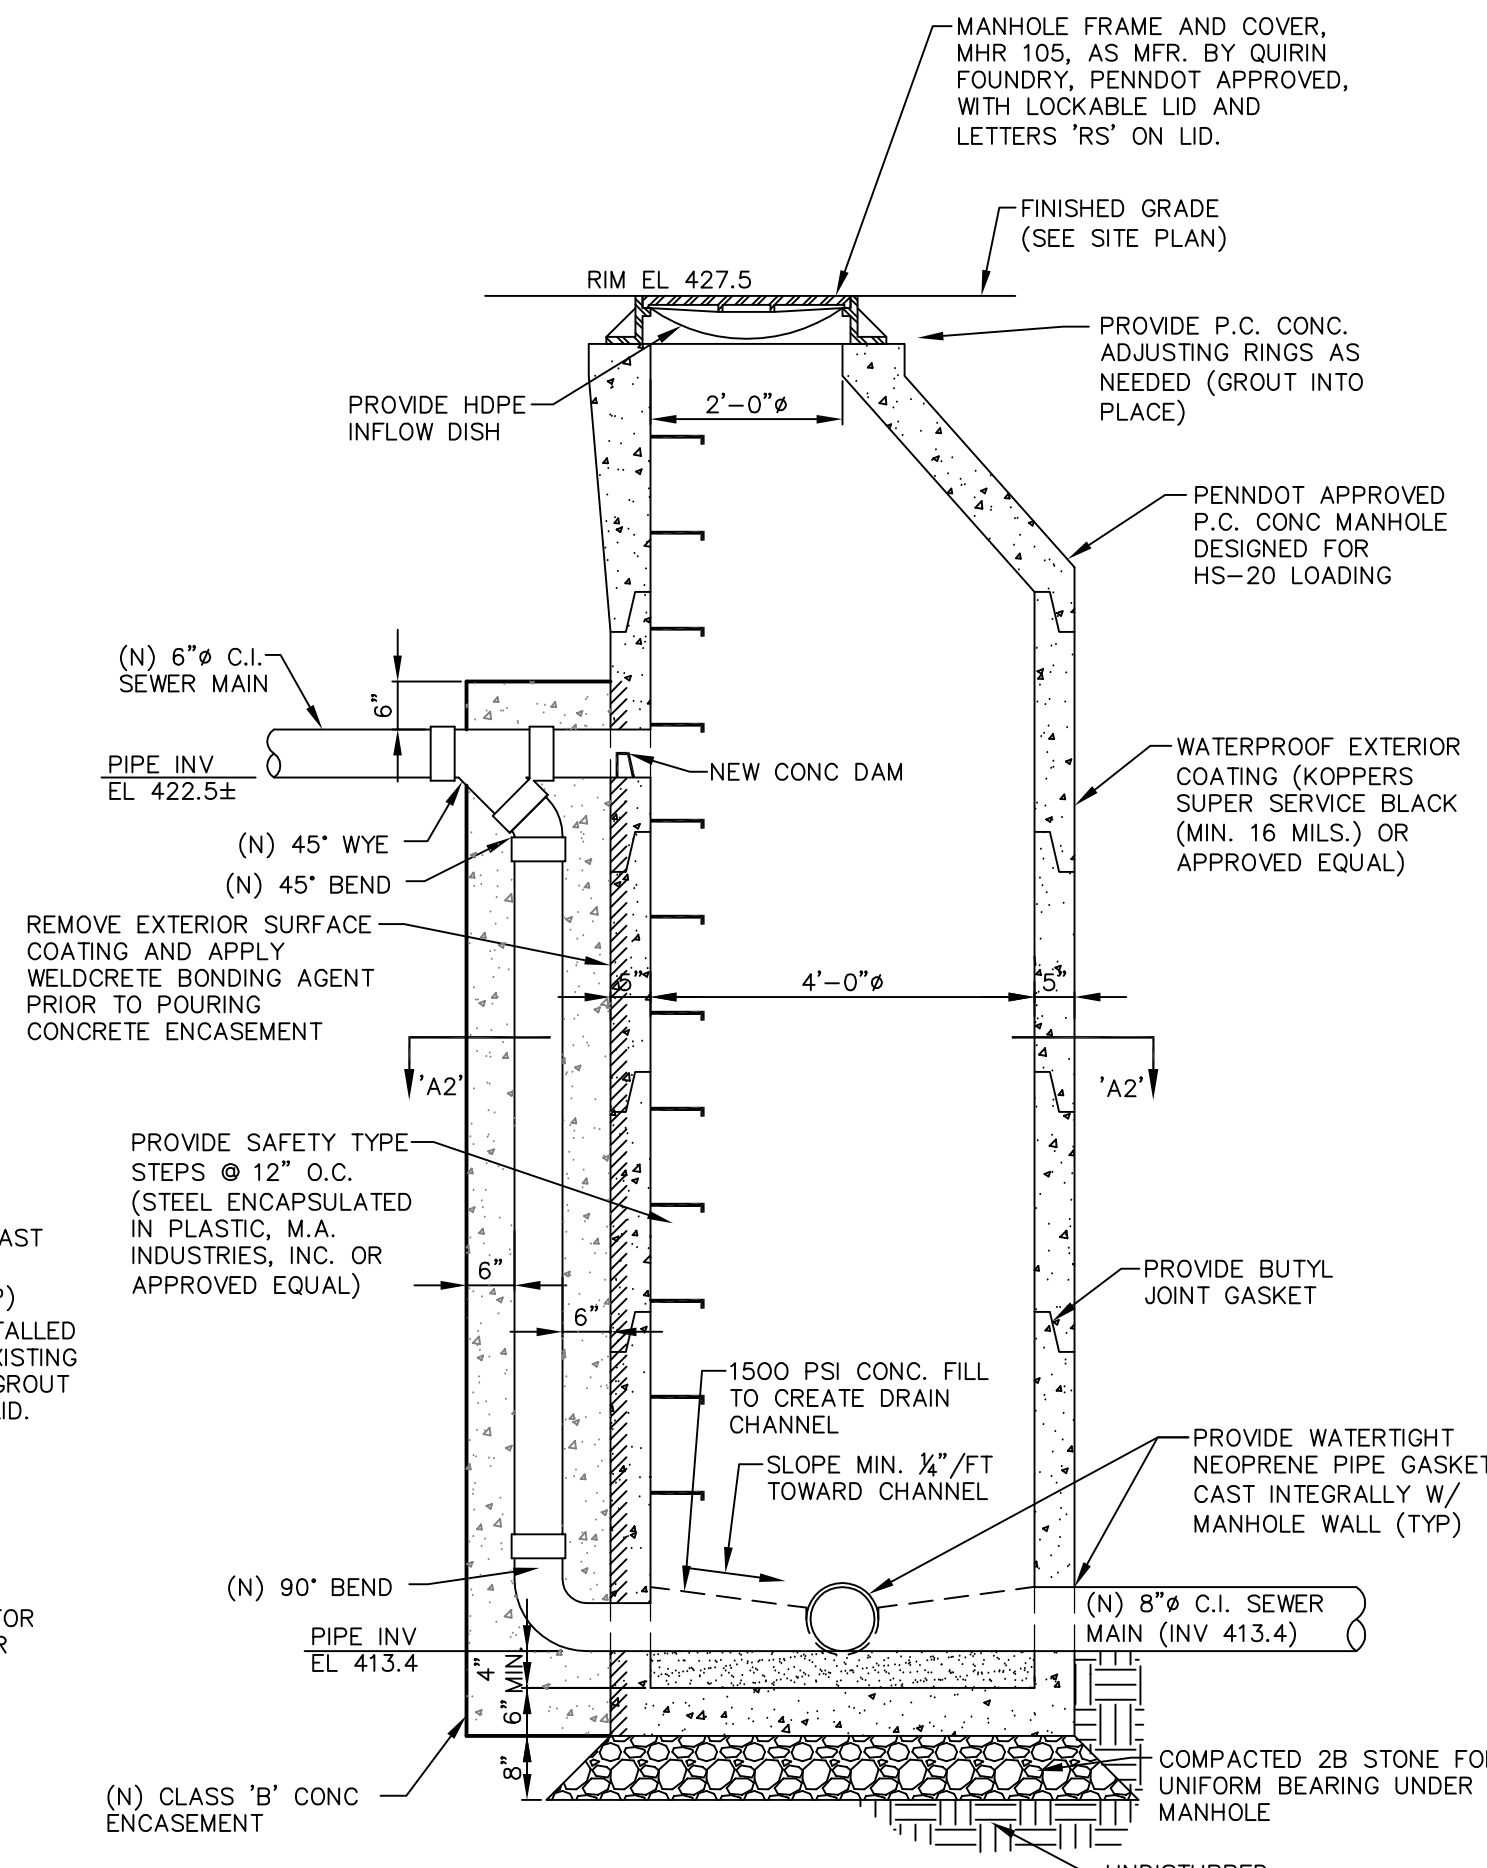 MANHOLE FRAME AND COVER,
MHR 105, AS MFR. BY QUIRIN
FOUNDRY, PENNDOT APPROVED,
WITH LOCKABLE LID AND
LETTERS 'RS' ON LID.
FINISHED GRADE
(SEE SITE PLAN)
RIM EL 427.5
PROVIDE P.C. CONC.
ADJUSTING RINGS AS
NEEDED (GROUT INTO
PLACE)
PROVIDE HDPE
INFLOW DISH
2'-0"ø
PENNDOT APPROVED
P.C. CONC MANHOLE
DESIGNED FOR
HS-20 LOADING
(N) 6"ø C.I.
SEWER MAIN
6"
PIPE INV
EL 422.5±
NEW CONC DAM
WATERPROOF EXTERIOR
COATING (KOPPERS
SUPER SERVICE BLACK
(MIN. 16 MILS.) OR
APPROVED EQUAL)
(N) 45° WYE
(N) 45° BEND
REMOVE EXTERIOR SURFACE
COATING AND APPLY
WELDCRETE BONDING AGENT
PRIOR TO POURING
CONCRETE ENCASEMENT
5"
4'-0"ø
5"
'A2'
'A2'
PROVIDE SAFETY TYPE
STEPS @ 12" O.C.
(STEEL ENCAPSULATED
IN PLASTIC, M.A.
INDUSTRIES, INC. OR
APPROVED EQUAL)
6"
6"
PROVIDE BUTYL
JOINT GASKET
GROUT
1500 PSI CONC. FILL
TO CREATE DRAIN
CHANNEL
SLOPE MIN. ¼"/FT
TOWARD CHANNEL
PROVIDE WATERTIGHT
NEOPRENE PIPE GASKET
CAST INTEGRALLY W/
MANHOLE WALL (TYP)
(N) 90° BEND
(N) 8"ø C.I. SEWER
MAIN (INV 413.4)
PIPE INV
EL 413.4
4"
MIN.
6"
8"
(N) CLASS 'B' CONC
ENCASEMENT
COMPACTED 2B STONE FO
UNIFORM BEARING UNDER
MANHOLE